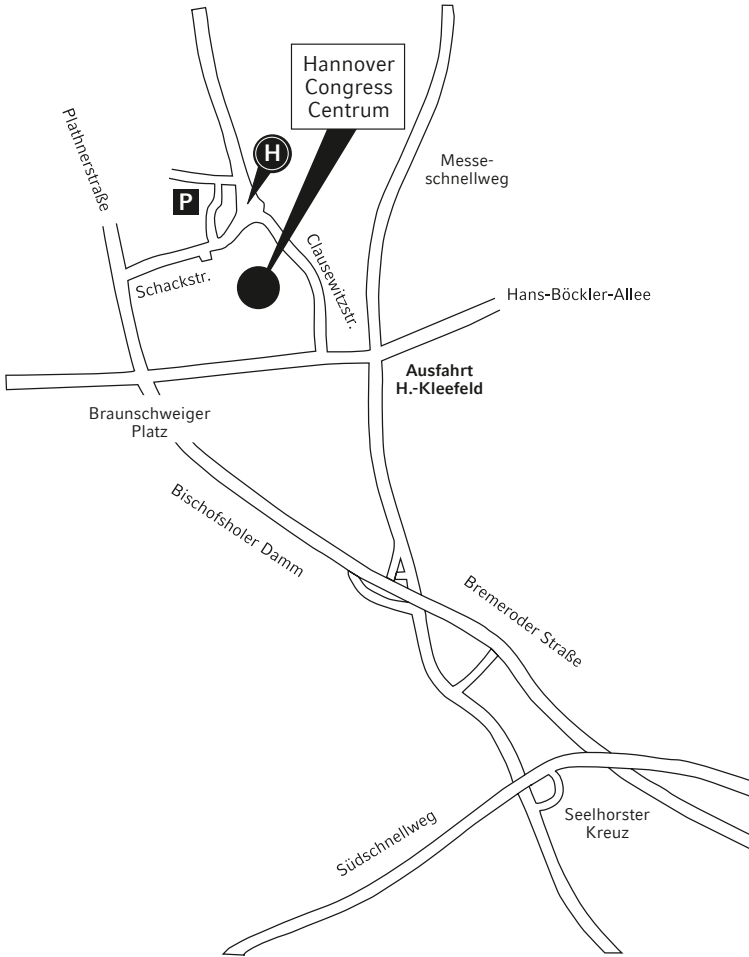 Hannover
Congress
Centrum
Plathnerstraße
H
Messe-
schnellweg
P
Schackstr.
Clausewitzstr.
Hans-Böckler-Allee
Ausfahrt
H.-Kleefeld
Braunschweiger
Platz
Bischofsholer Damm
Bremeroder Straße
Südschnellweg
Seelhorster
Kreuz